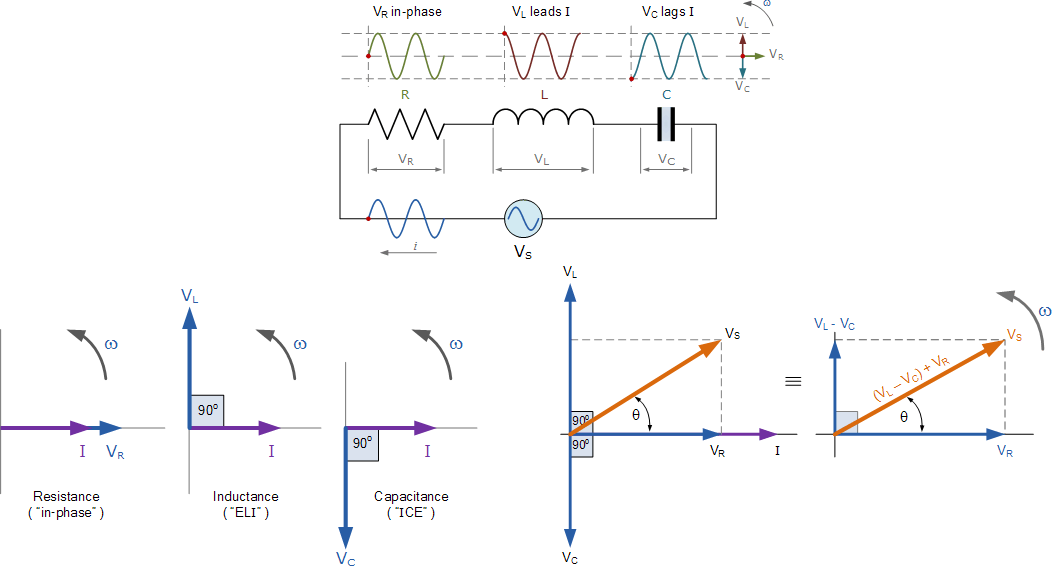 VR in-phase
VL leads I
VC lags I
ω
VL
VR
VC
R
L
C
VR
VL
VC
i
VS
VL
ω
90°
I
VR
Resistance
( "in-phase" )
ω
I
Inductance
( "ELI" )
ω
90°
I
Capacitance
( "ICE" )
VC
VL
VS
90°
90°
θ
VR
I
VC
≡
VL - VC
ω
VS
(VL – VC) + VR
θ
VR